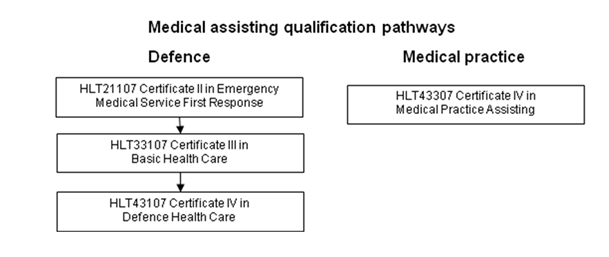 Medical assisting qualification pathways
Defence
HLT21107 Certificate II in Emergency
Medical Service First Response
HLT33107 Certificate III in
Basic Health Care
HLT43107 Certificate IV in
Defence Health Care
Medical practice
HLT43307 Certificate IV in
Medical Practice Assisting